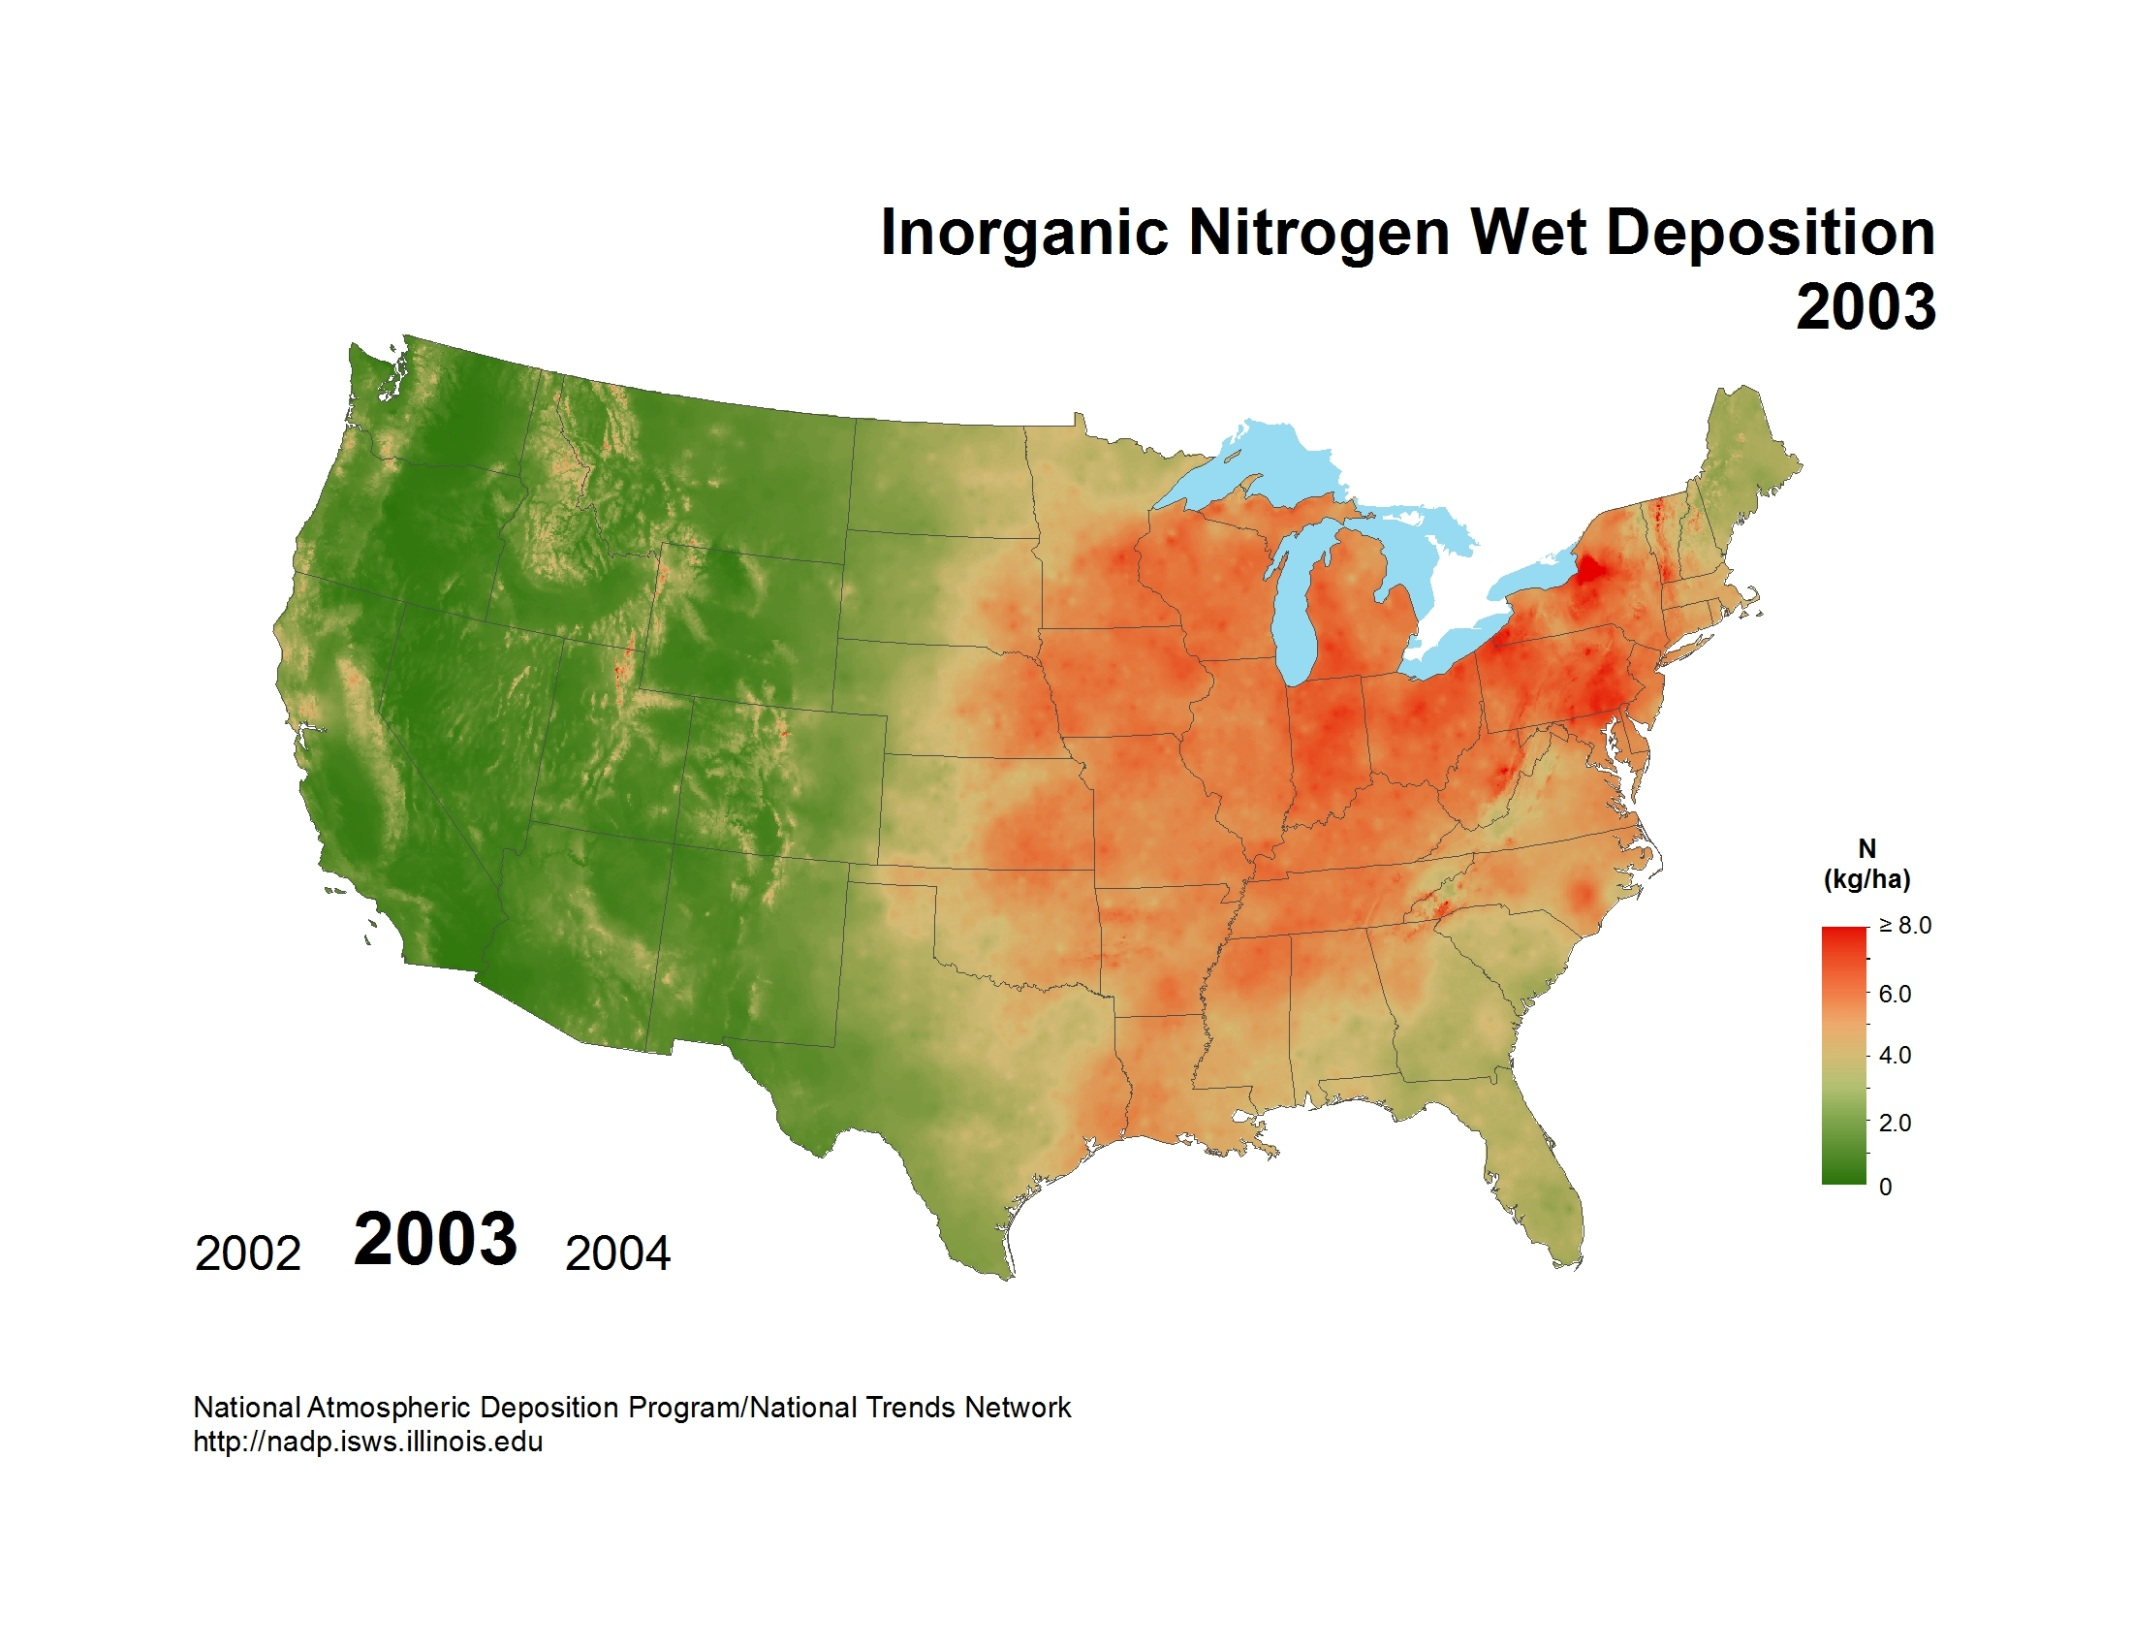 Inorganic Nitrogen Wet Deposition
2003
N
(kg/ha)
≥ 8.0
6.0
4.0
2.0
0
2002 2003 2004
National Atmospheric Deposition Program/National Trends Network
http://nadp.isws.illinois.edu